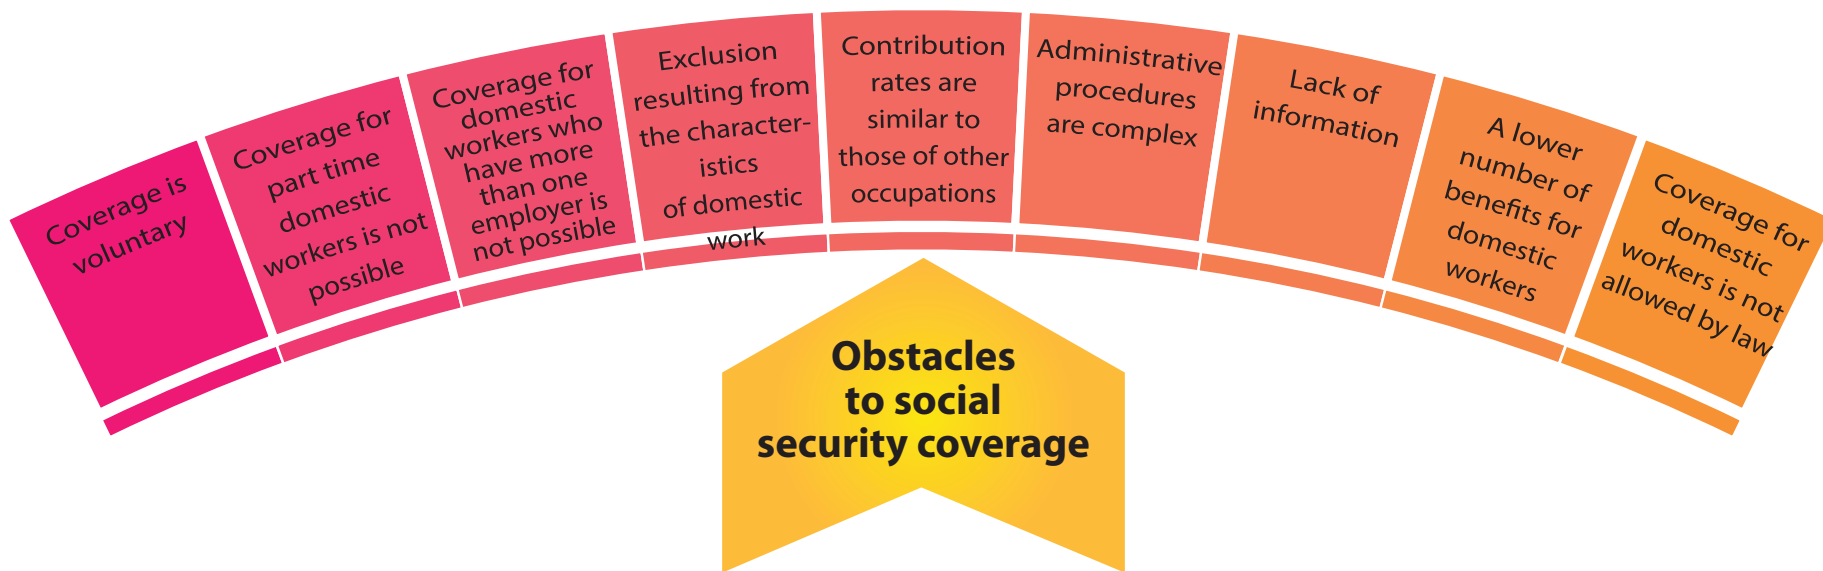 Coverage is
voluntary
Coverage for
part time
domestic
workers is not
possible
Coverage for
domestic
workers who
have more
than one
employer is
not possible
Exclusion
resulting from
the character-
istics
of domestic
work
Contribution
rates are
similar to
those of other
occupations
Administrative
procedures
are complex
Lack of
information
A lower
number of
benefits for
domestic
workers
Coverage for
domestic
workers is not
allowed by law
Obstacles
to social
security coverage